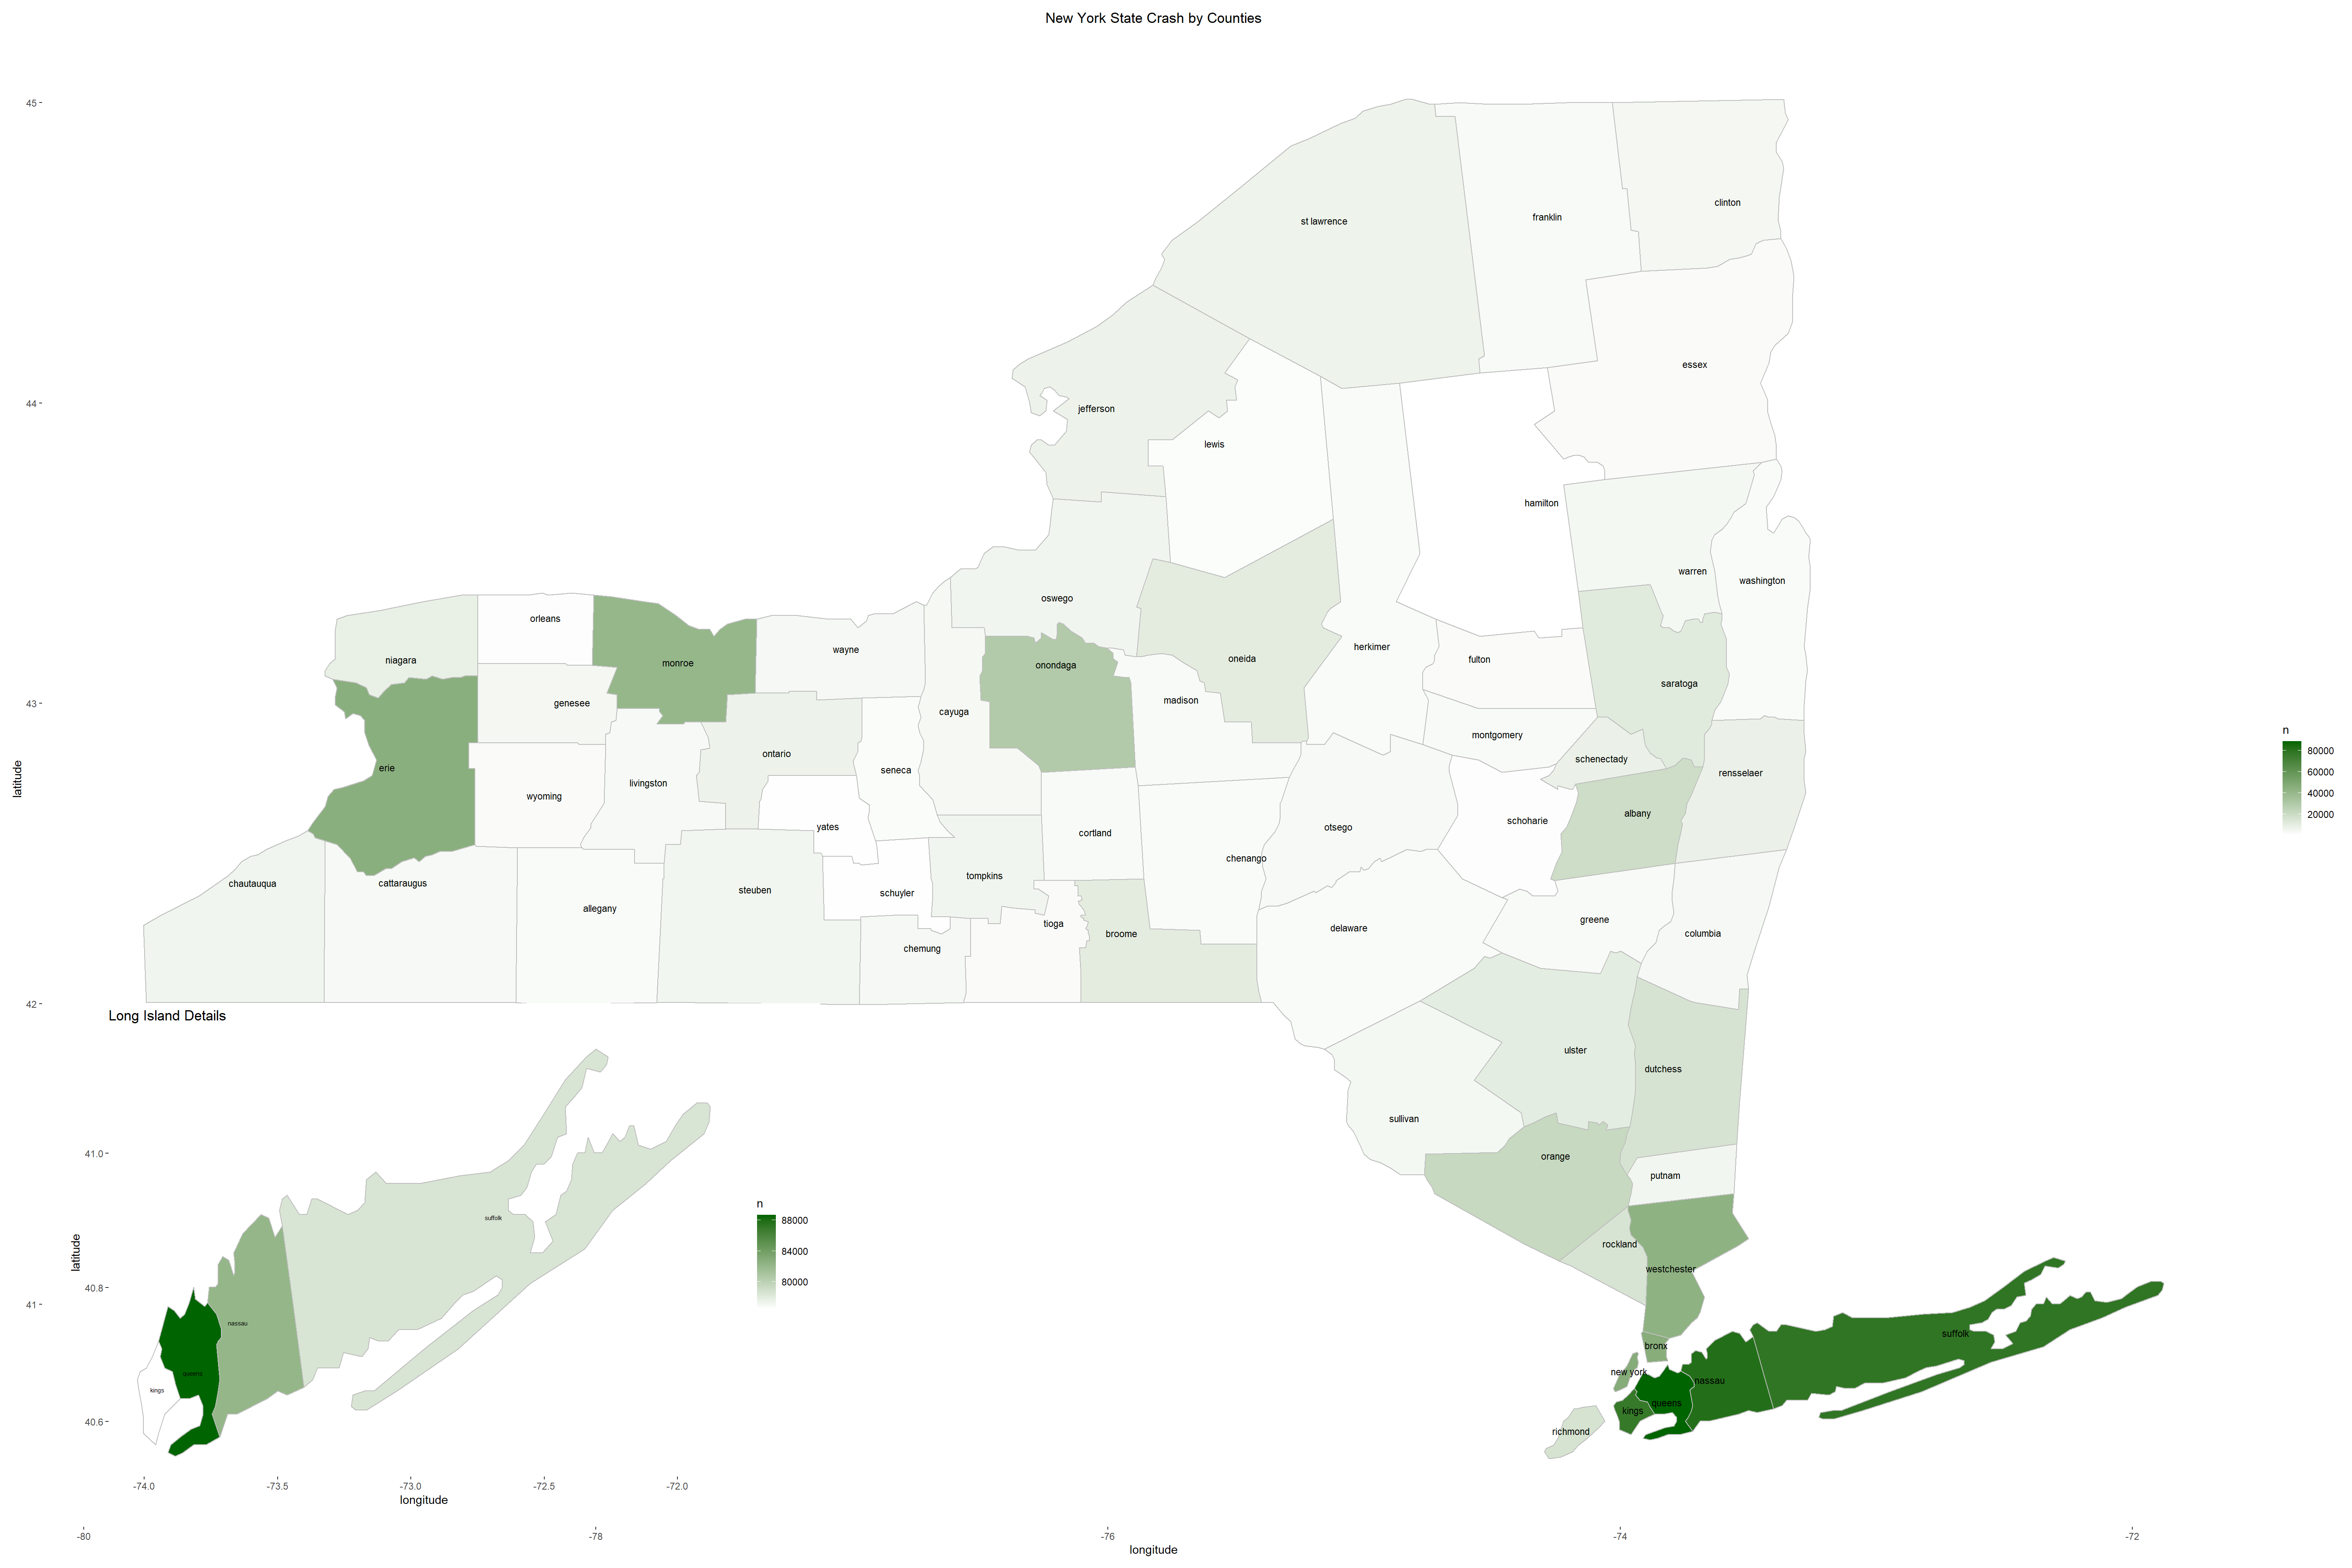 New York State Crash by Counties
45
44
43
42
41
latitude
-80
-78
-76
-74
-72
longitude
st lawrence
franklin
clinton
essex
jefferson
lewis
hamilton
warren
washington
oswego
orleans
niagara
monroe
wayne
onondaga
oneida
herkimer
fulton
saratoga
genesee
cayuga
madison
montgomery
erie
ontario
seneca
schenectady
rensselaer
wyoming
livingston
yates
cortland
otsego
schoharie
albany
chenango
chautauqua
cattaraugus
steuben
schuyler
tompkins
allegany
chemung
tioga
broome
delaware
greene
columbia
ulster
dutchess
sullivan
orange
putnam
rockland
westchester
bronx
new york
suffolk
nassau
queens
kings
richmond
n
80000
60000
40000
20000
Long Island Details
41.0
40.8
40.6
latitude
suffolk
nassau
queens
kings
-74.0
-73.5
-73.0
-72.5
-72.0
longitude
n
88000
84000
80000